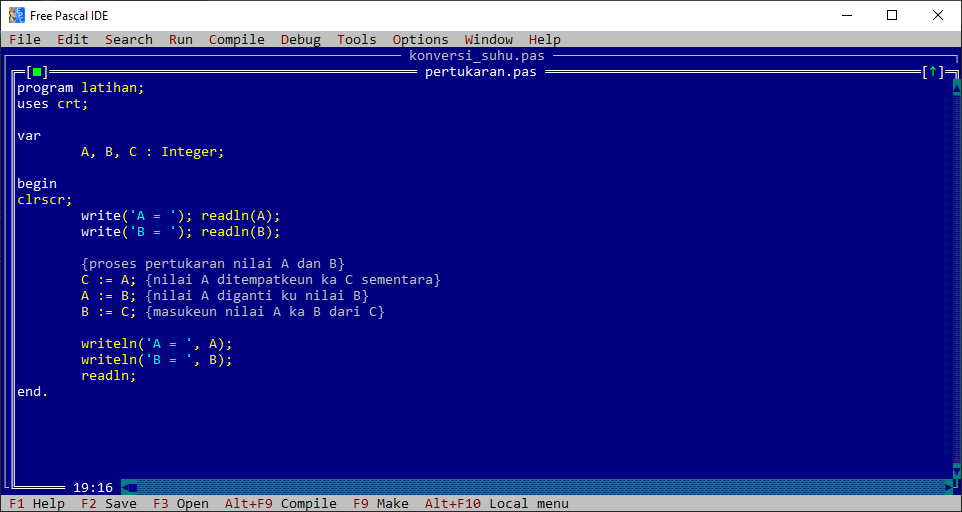 Free Pascal IDE
File Edit Search Run Compile Debug Tools Options Window Help
konversi_suhu.pas
[■] pertukaran.pas [↑]
program latihan;
uses crt;

var
        A, B, C : Integer;

begin
clrscr;
        write('A = '); readln(A);
        write('B = '); readln(B);

        {proses pertukaran nilai A dan B}
        C := A; {nilai A ditempatkeun ka C sementara}
        A := B; {nilai A diganti ku nilai B}
        B := C; {masukeun nilai A ka B dari C}

        writeln('A = ', A);
        writeln('B = ', B);
        readln;
end.
19:16
F1 Help F2 Save F3 Open Alt+F9 Compile F9 Make Alt+F10 Local menu